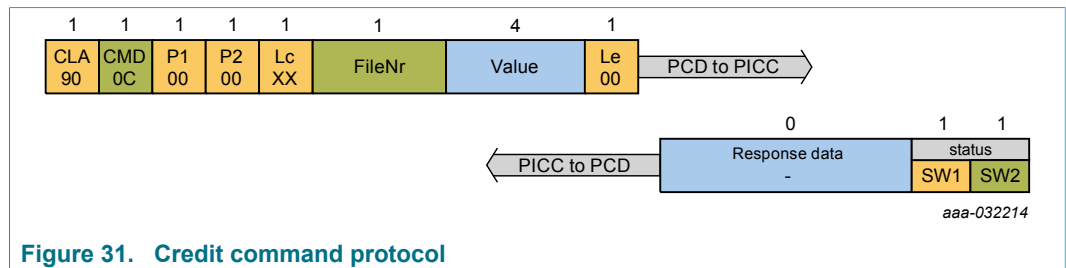 1 1 1 1 1 1 4 1
CLA CMD P1 P2 Lc FileNr Value Le
90 0C 00 00 XX 00
PCD to PICC
0 1 1
Response data status
- SW1 SW2
PICC to PCD
aaa-032214
Figure 31. Credit command protocol